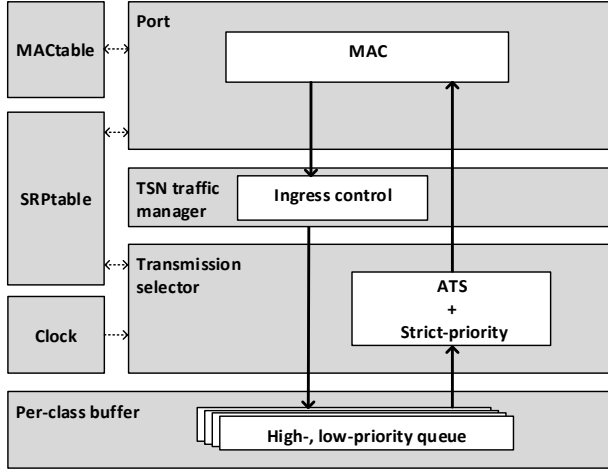 MACtable
Port
MAC
SRPtable
TSN traffic
manager
Ingress control
Transmission
selector
ATS
+
Strict-priority
Clock
Per-class buffer
High-, low-priority queue